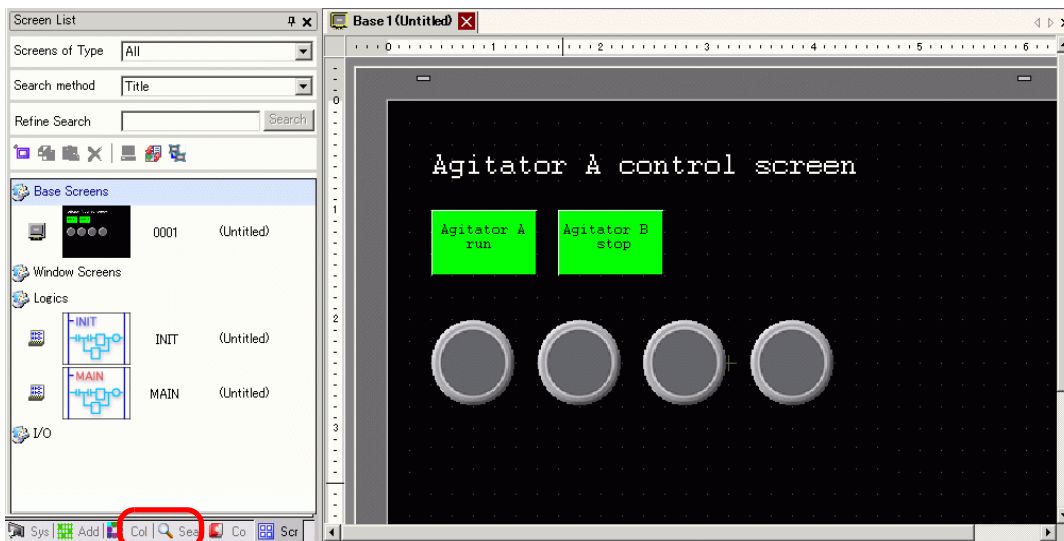 Screen List
Screens of Type All
Search method Title
Refine Search Search
Base Screens
0001 (Untitled)
Window Screens
Logics
INIT
INIT (Untitled)
MAIN
MAIN (Untitled)
I/O
Sys Add Col Sea Co Scr
Base 1(Untitled)
0 1 2 3 4 5 6
0
1
2
3
Agitator A control screen
Agitator A
run
Agitator B
stop